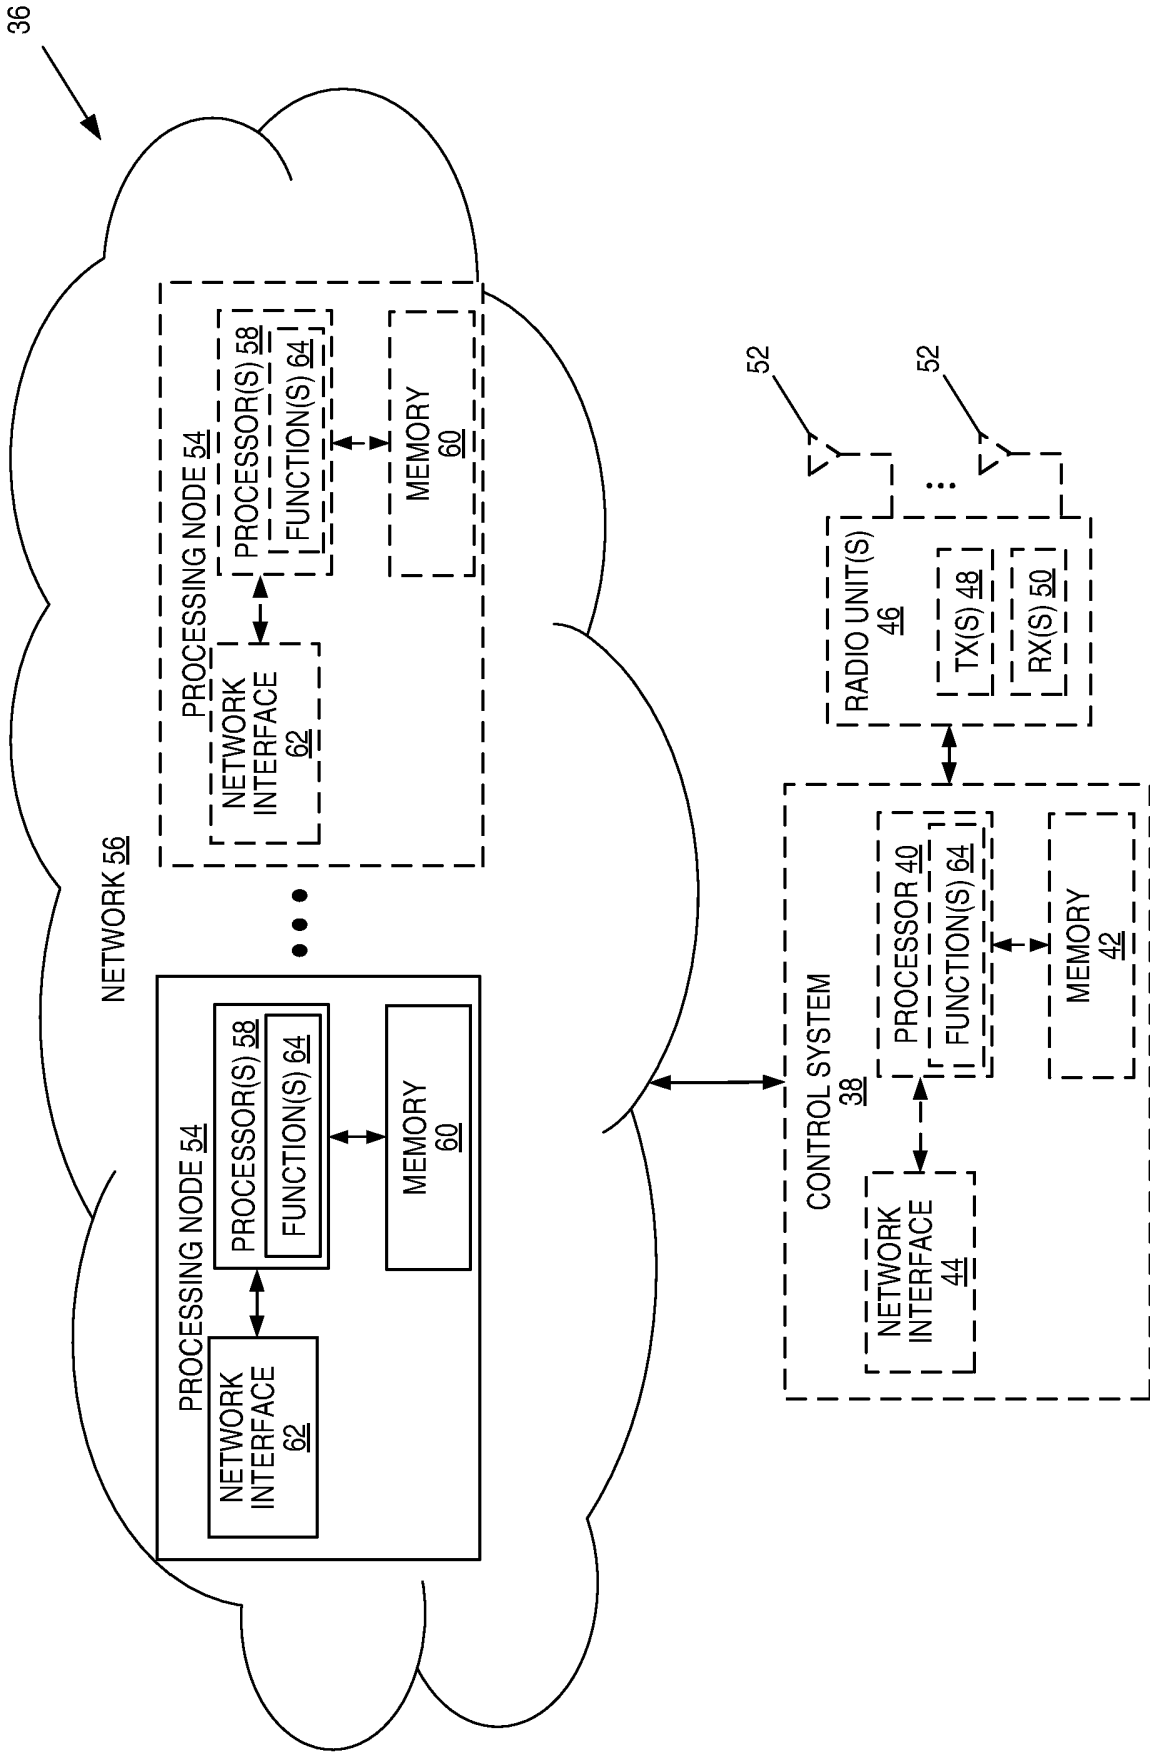 36
NETWORK 56
PROCESSING NODE 54
PROCESSOR(S) 58
FUNCTION(S) 64
NETWORK
INTERFACE
62
MEMORY
60
PROCESSING NODE 54
PROCESSOR(S) 58
FUNCTION(S) 64
NETWORK
INTERFACE
62
MEMORY
60
CONTROL SYSTEM
38
PROCESSOR 40
FUNCTION(S) 64
NETWORK
INTERFACE
44
MEMORY
42
RADIO UNIT(S)
46
TX(S) 48
RX(S) 50
52
52